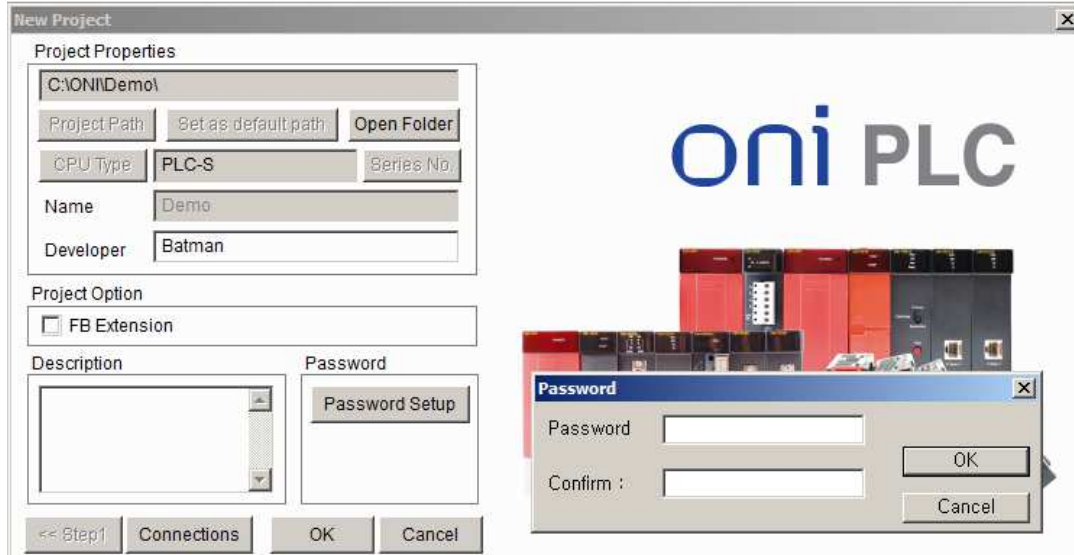 New Project
Project Properties
C:\ONI\Demo\
Project Path Set as default path Open Folder
CPU Type PLC-S Series No.
Name Demo
Developer Batman
Project Option
FB Extension
Description
Password
Password Setup
<< Step1 Connections OK Cancel
oni PLC
Password
Password
Confirm :
OK
Cancel